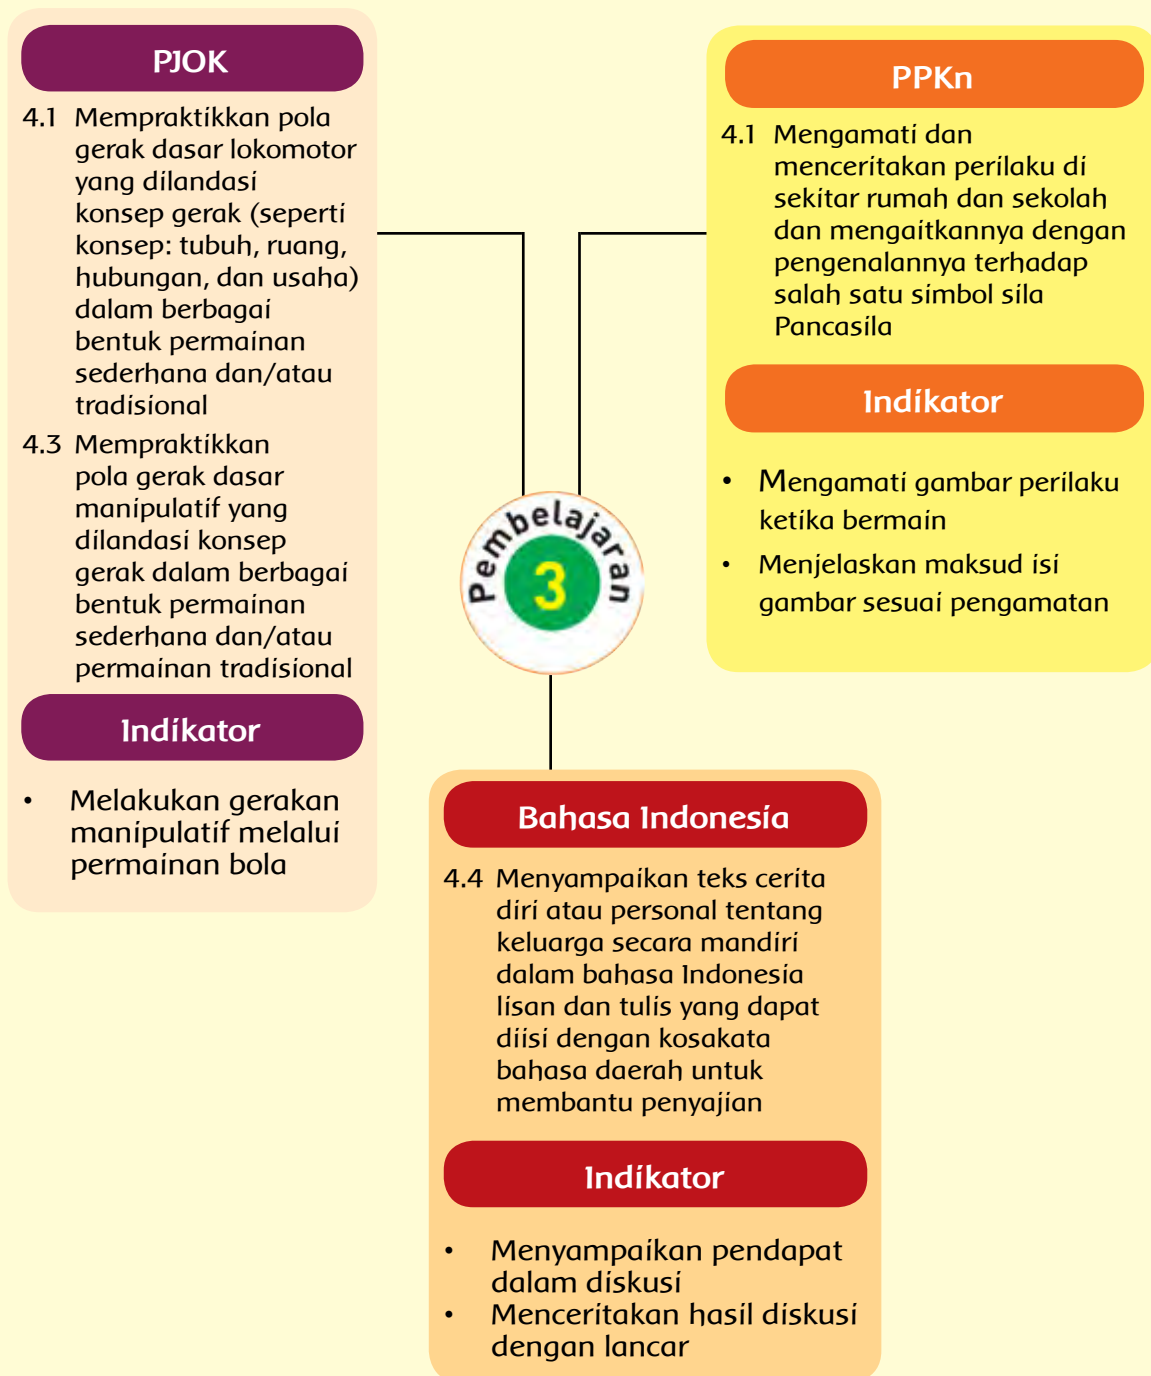 PJOK
4.1 Mempraktikkan pola
gerak dasar lokomotor
yang dilandasi
konsep gerak (seperti
konsep: tubuh, ruang,
hubungan, dan usaha)
dalam berbagai
bentuk permainan
sederhana dan/atau
tradisional
4.3 Mempraktikkan
pola gerak dasar
manipulatif yang
dilandasi konsep
gerak dalam berbagai
bentuk permainan
sederhana dan/atau
permainan tradisional
Indikator
• Melakukan gerakan
manipulatif melalui
permainan bola
PPKn
4.1 Mengamati dan
menceritakan perilaku di
sekitar rumah dan sekolah
dan mengaitkannya dengan
pengenalannya terhadap
salah satu simbol sila
Pancasila
Indikator
• Mengamati gambar perilaku
ketika bermain
• Menjelaskan maksud isi
gambar sesuai pengamatan
Pembelajaran
3
Bahasa Indonesia
4.4 Menyampaikan teks cerita
diri atau personal tentang
keluarga secara mandiri
dalam bahasa Indonesia
lisan dan tulis yang dapat
diisi dengan kosakata
bahasa daerah untuk
membantu penyajian
Indikator
• Menyampaikan pendapat
dalam diskusi
• Menceritakan hasil diskusi
dengan lancar